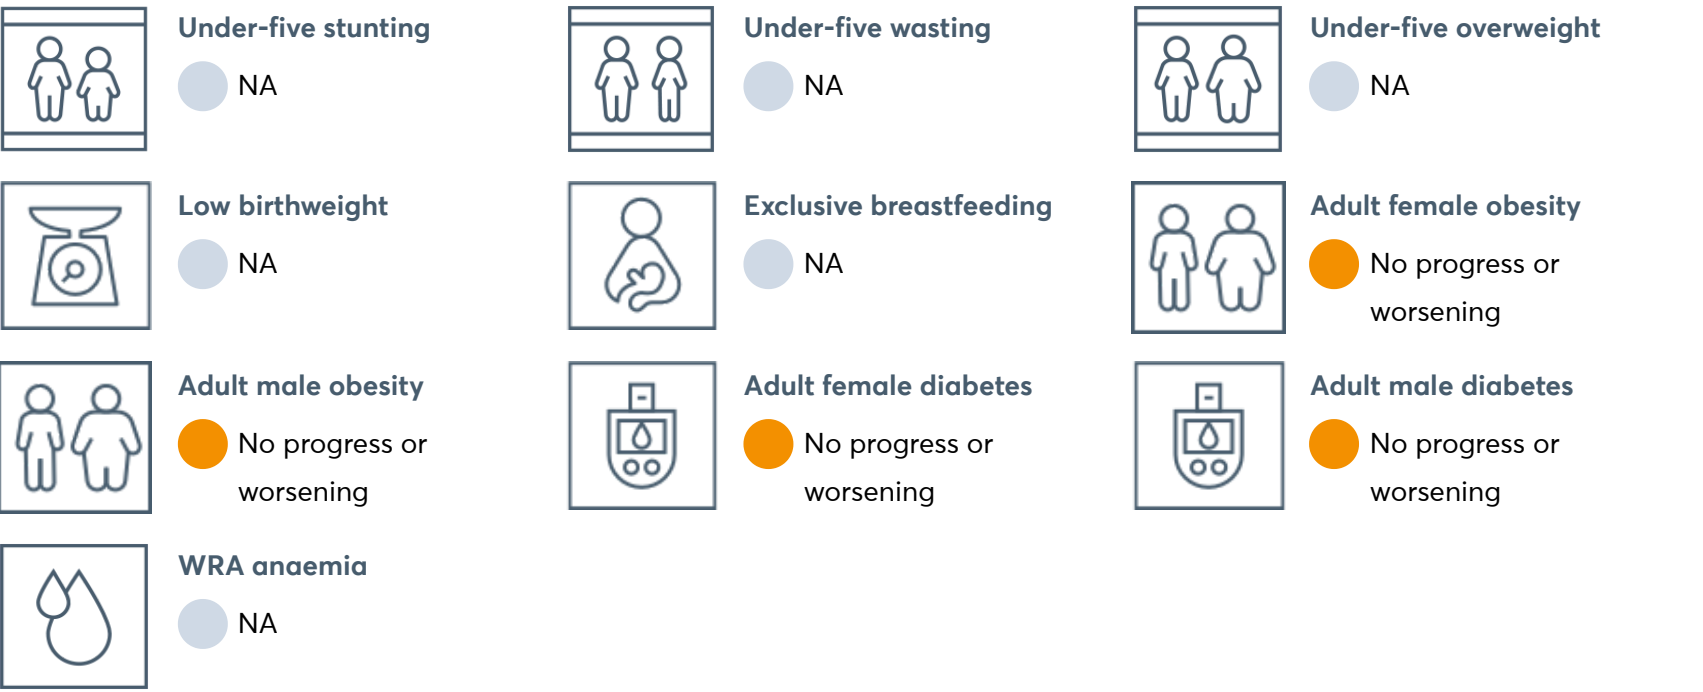 Under-five stunting
NA
Under-five wasting
NA
Under-five overweight
NA
Low birthweight
NA
Exclusive breastfeeding
NA
Adult female obesity
No progress or
worsening
Adult male obesity
No progress or
worsening
Adult female diabetes
No progress or
worsening
Adult male diabetes
No progress or
worsening
WRA anaemia
NA